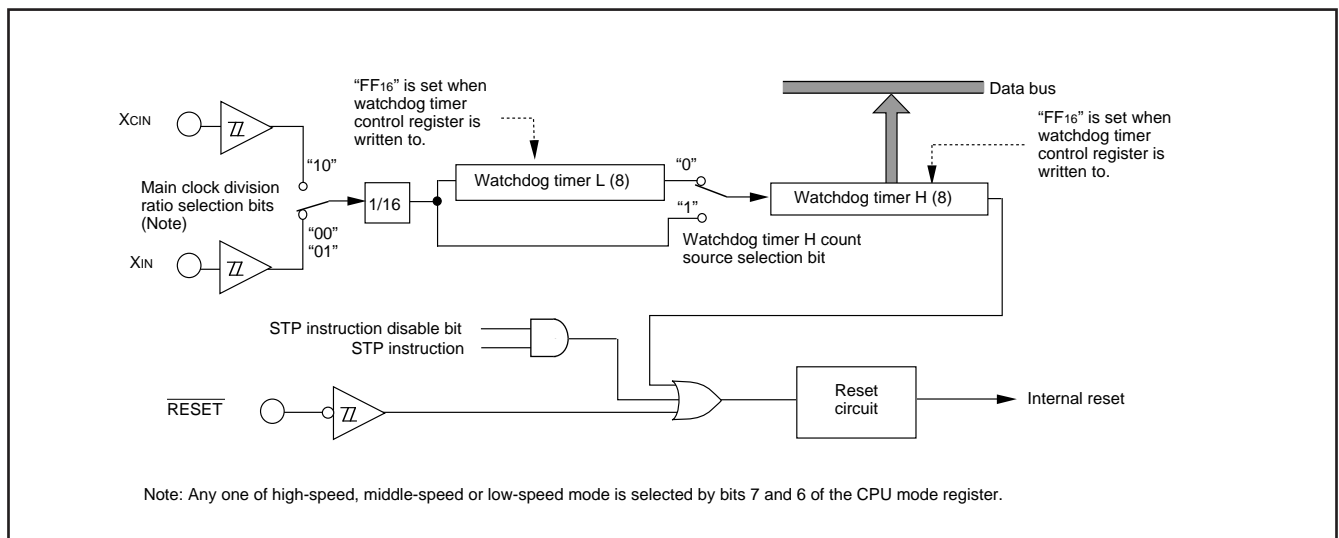 "FF16" is set when
watchdog timer
control register is
written to.
Data bus
"FF16" is set when
watchdog timer
control register is
written to.
XCIN
"10"
Main clock division
ratio selection bits
(Note)
"00"
"01"
XIN
1/16
Watchdog timer L (8)
"0"
"1"
Watchdog timer H count
source selection bit
Watchdog timer H (8)
STP instruction disable bit
STP instruction
RESET
Reset
circuit
Internal reset
Note: Any one of high-speed, middle-speed or low-speed mode is selected by bits 7 and 6 of the CPU mode register.